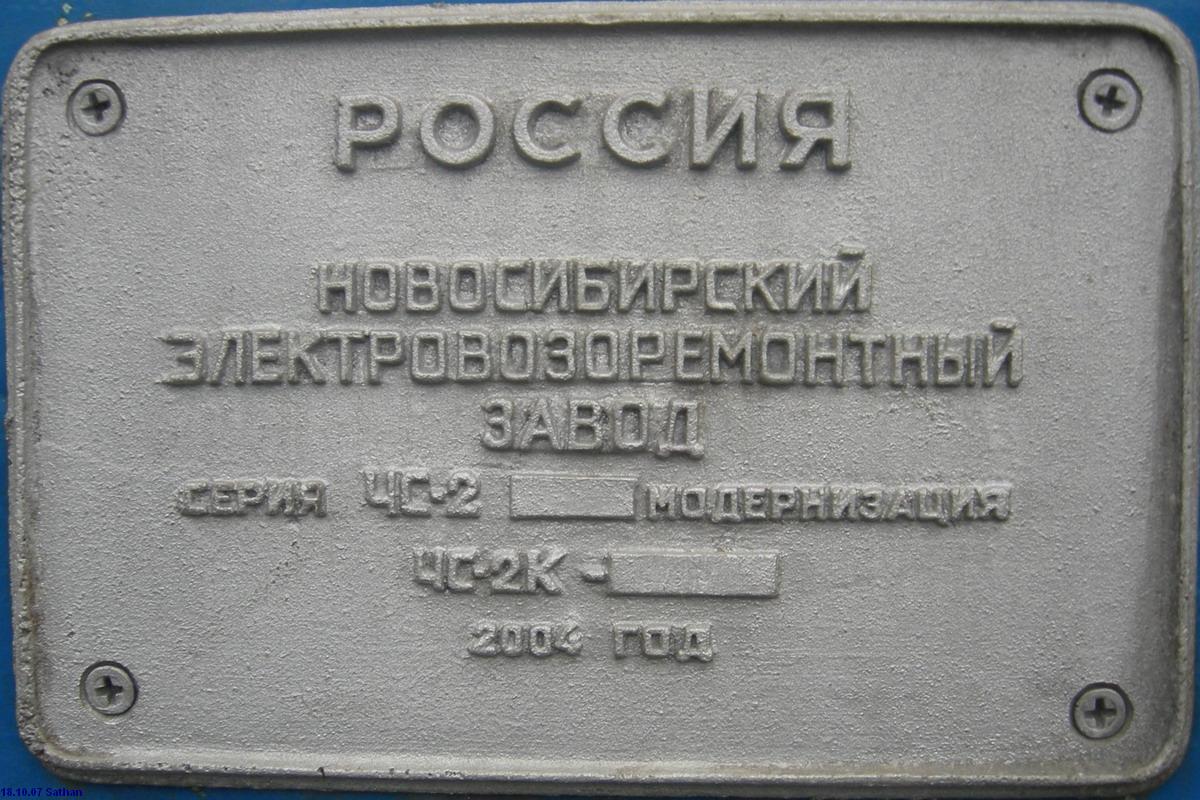 РОССИЯ
НОВОСИБИРСКИЙ
ЭЛЕКТРОВОЗОРЕМОНТНЫЙ
ЗАВОД
СЕРИЯ ЧС-2 МОДЕРНИЗАЦИЯ
ЧС-2К -
2004 ГОД
18.10.07 Sathan